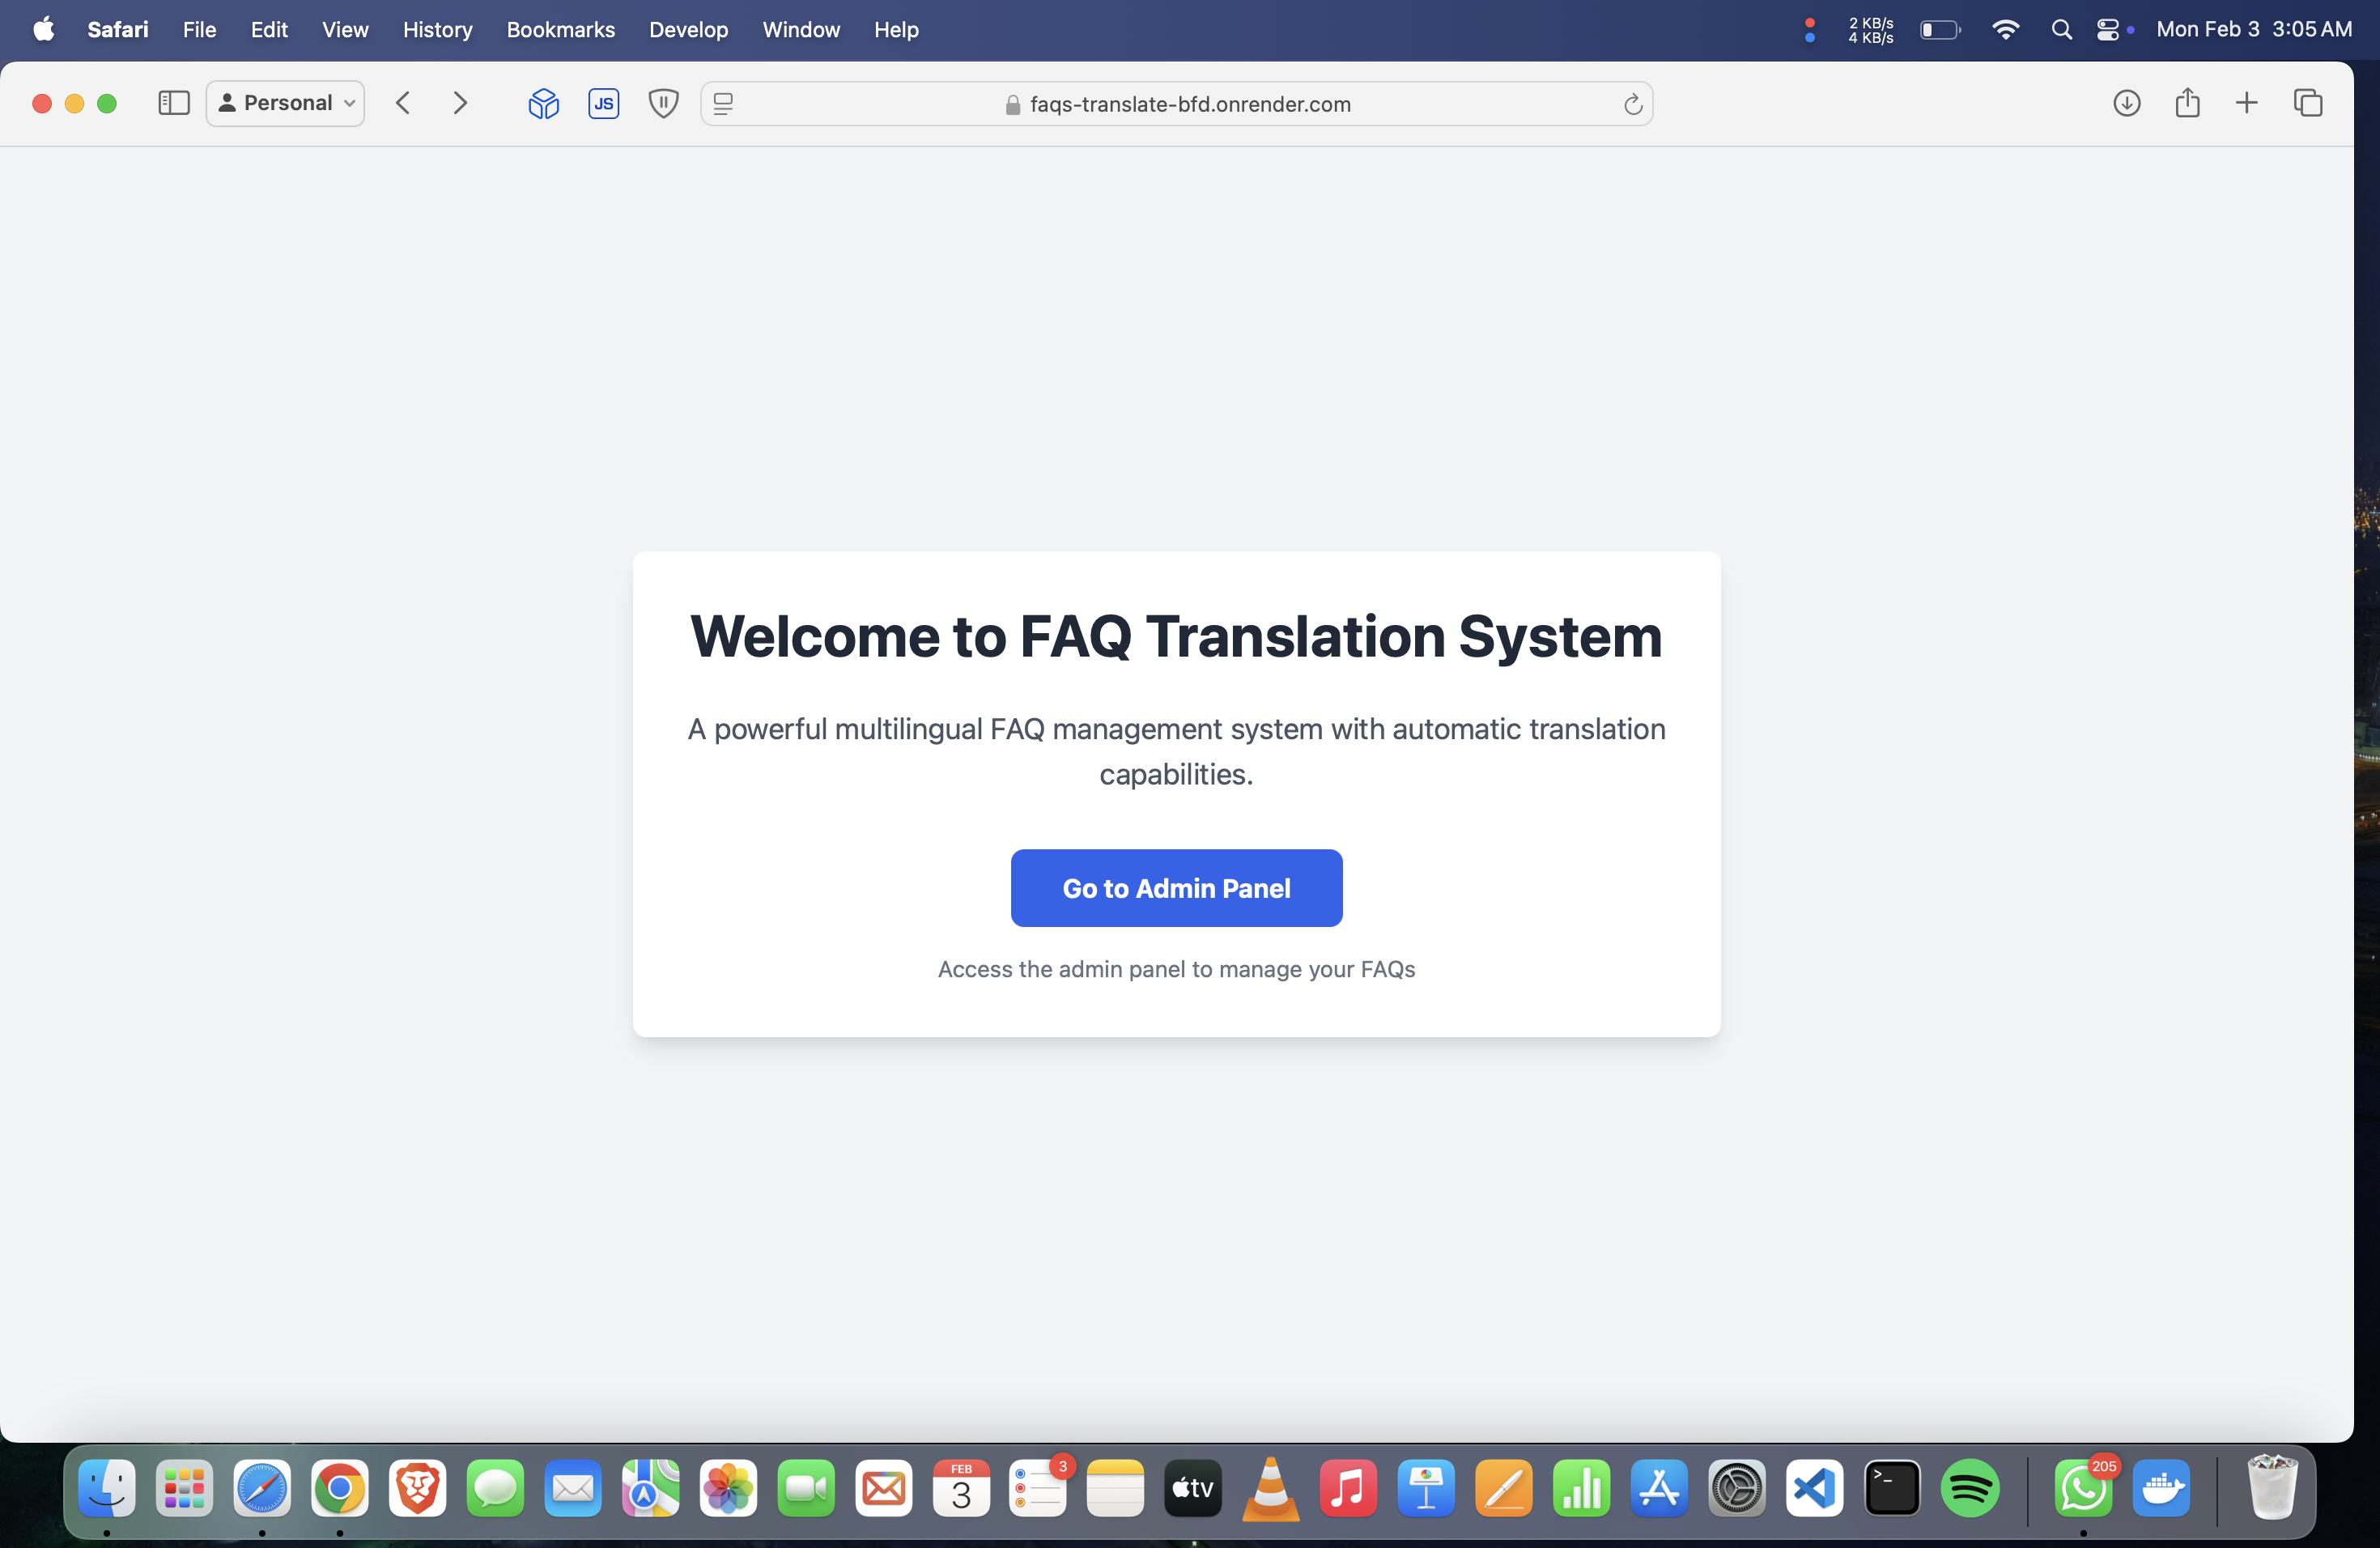 Safari File Edit View History Bookmarks Develop Window Help
2 KB/s
4 KB/s
Mon Feb 3 3:05 AM
Personal
JS
faqs-translate-bfd.onrender.com
Welcome to FAQ Translation System
A powerful multilingual FAQ management system with automatic translation
capabilities.
Go to Admin Panel
Access the admin panel to manage your FAQs
FEB
3
3
tv
>_
205